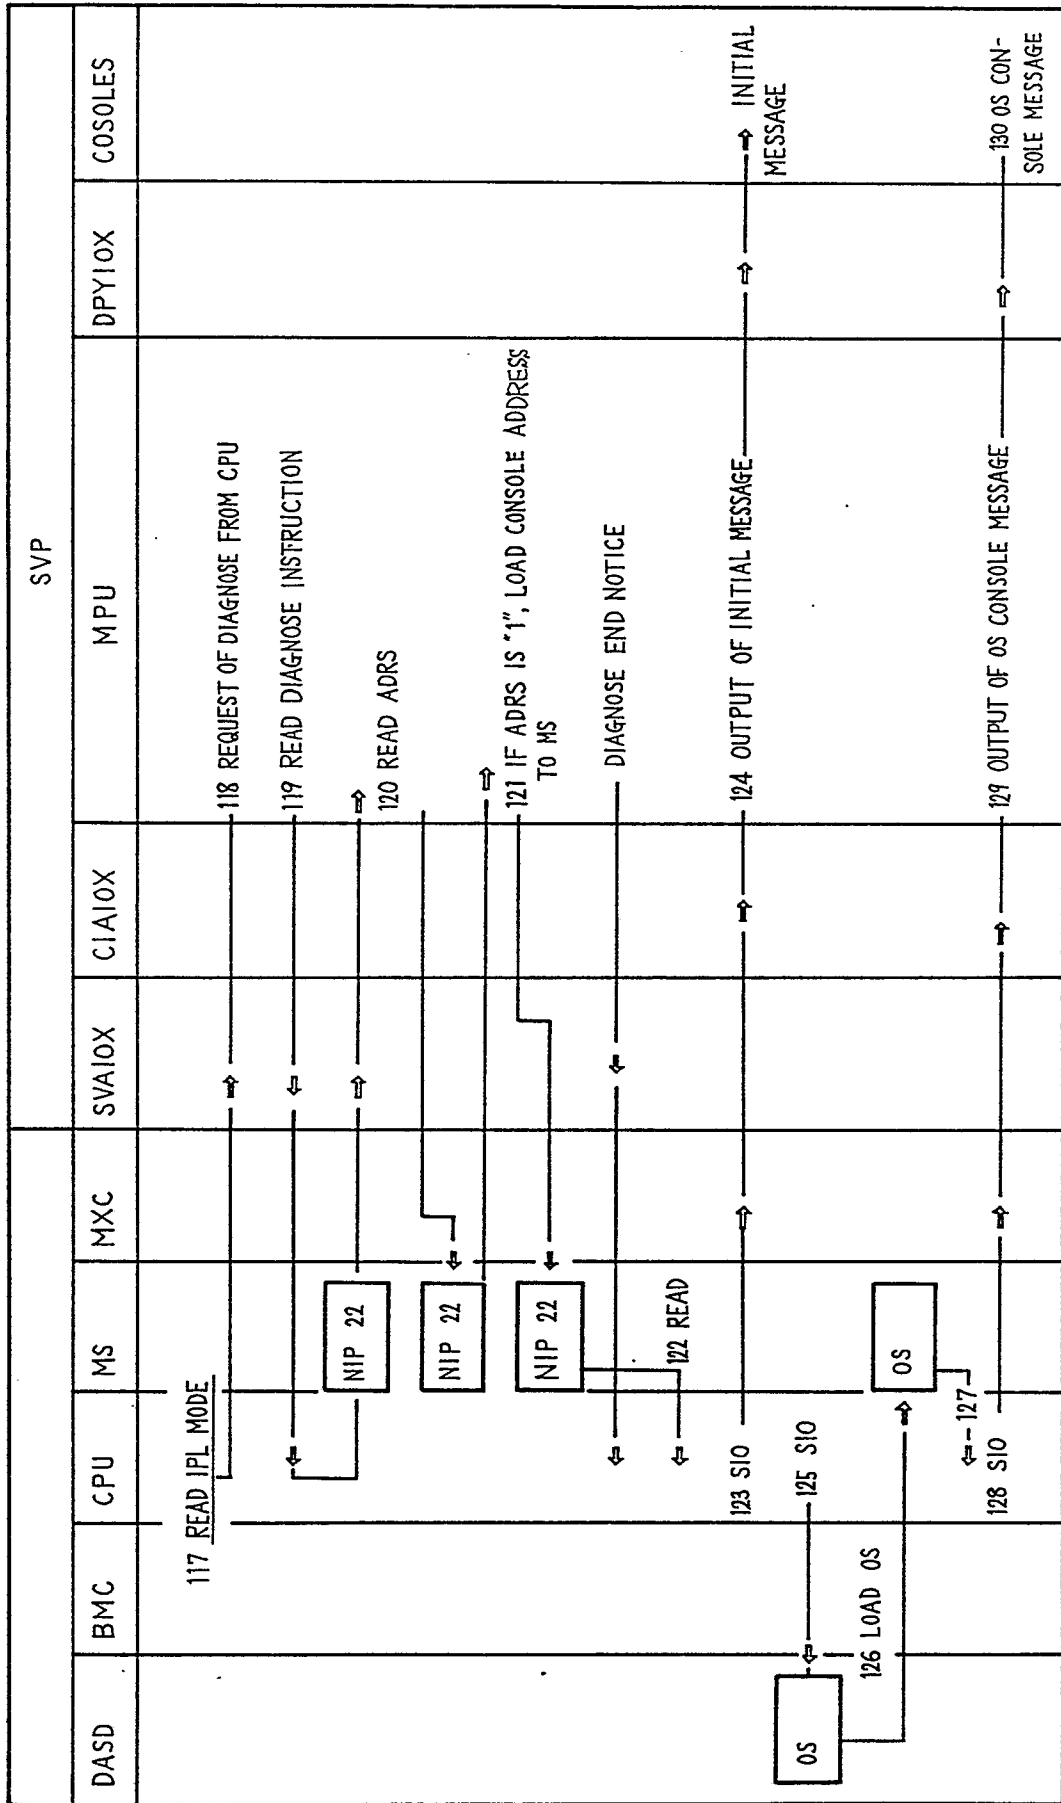 SVP
DASD
BMC
CPU
MS
MXC
SVAIOX
CIAIOX
MPU
DPYIOX
COSOLES
117 READ IPL MODE
118 REQUEST OF DIAGNOSE FROM CPU
119 READ DIAGNOSE INSTRUCTION
NIP 22
120 READ ADRS
NIP 22
121 IF ADRS IS "1", LOAD CONSOLE ADDRESS
TO MS
NIP 22
DIAGNOSE END NOTICE
122 READ
123 SIO
124 OUTPUT OF INITIAL MESSAGE
INITIAL
MESSAGE
125 SIO
OS
126 LOAD OS
OS
127
128 SIO
129 OUTPUT OF OS CONSOLE MESSAGE
130 OS CON-
SOLE MESSAGE